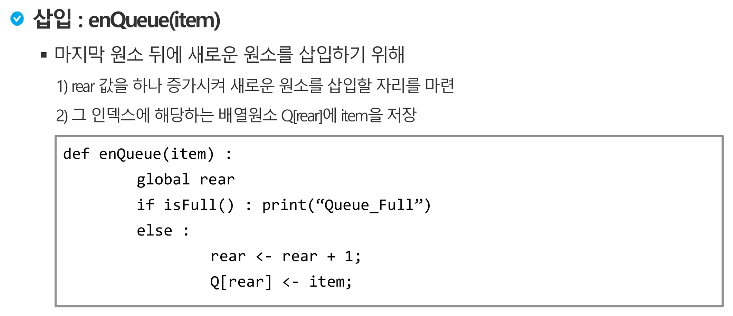 삽입 : enQueue(item)
▪ 마지막 원소 뒤에 새로운 원소를 삽입하기 위해
1) rear 값을 하나 증가시켜 새로운 원소를 삽입할 자리를 마련
2) 그 인덱스에 해당하는 배열원소 Q[rear]에 item을 저장
def enQueue(item) :
global rear
if isFull() : print(“Queue_Full”)
else :
rear <- rear + 1;
Q[rear] <- item;